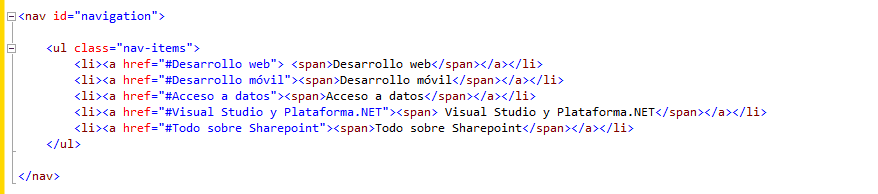 <nav id="navigation">
<ul class="nav-items">
<li><a href="#Desarrollo web"> <span>Desarrollo web</span></a></li>
<li><a href="#Desarrollo móvil"><span>Desarrollo móvil</span></a></li>
<li><a href="#Acceso a datos"><span>Acceso a datos</span></a></li>
<li><a href="#Visual Studio y Plataforma.NET"><span> Visual Studio y Plataforma.NET</span></a></li>
<li><a href="#Todo sobre Sharepoint"><span>Todo sobre Sharepoint</span></a></li>
</ul>
</nav>